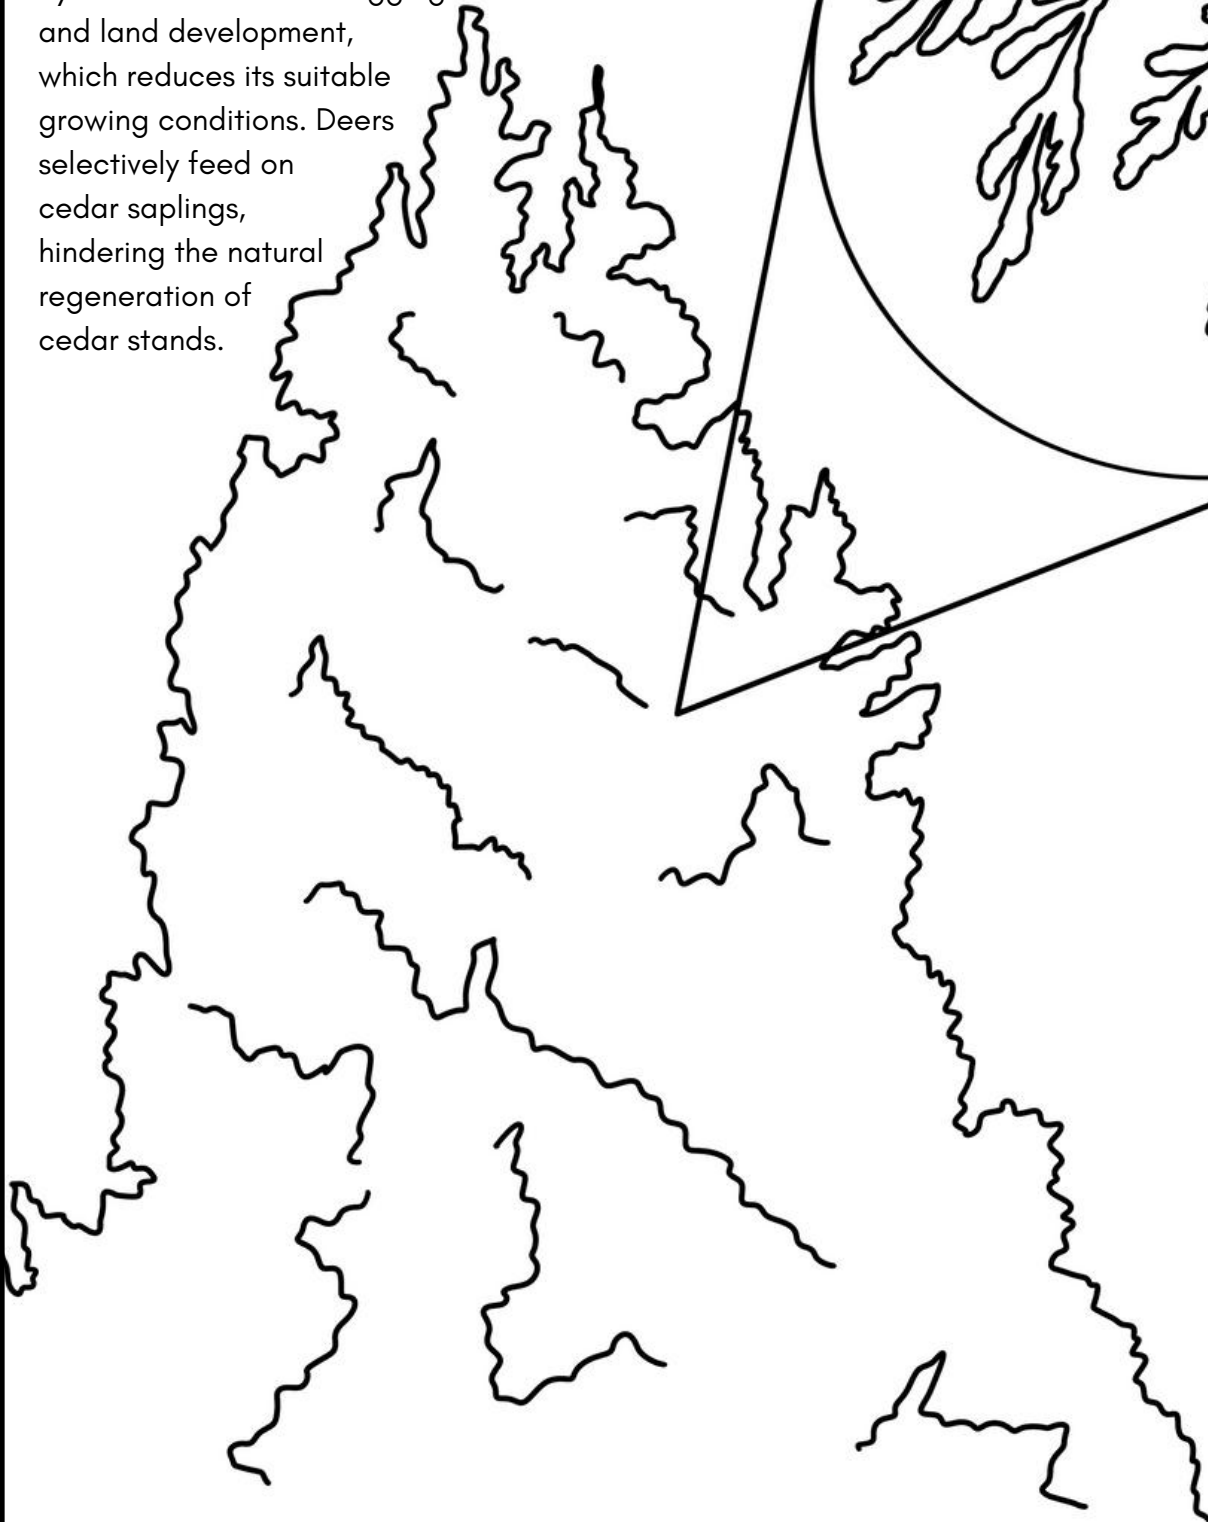 and land development,
which reduces its suitable
growing conditions. Deers
selectively feed on
cedar saplings,
hindering the natural
regeneration of
cedar stands.